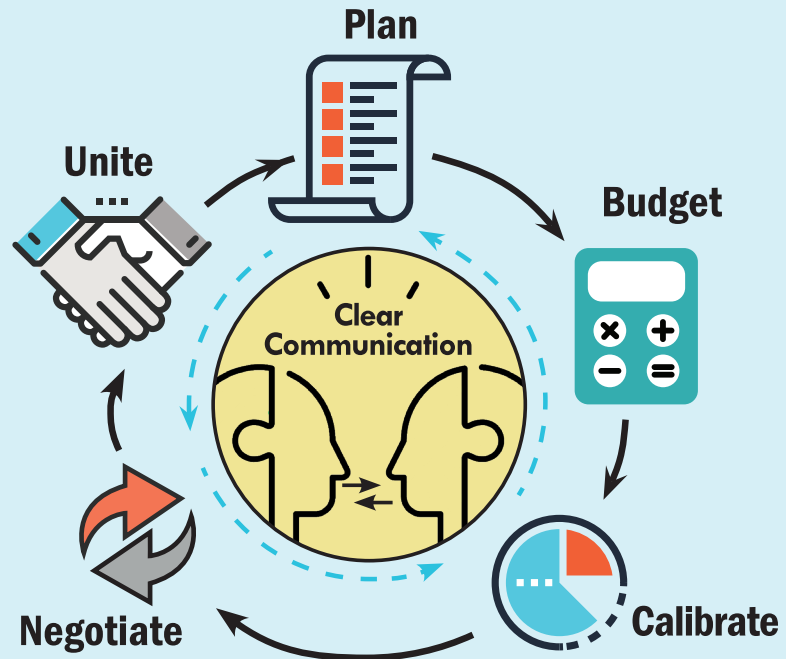 Plan
Unite
Budget
Clear
Communication
Negotiate
Calibrate